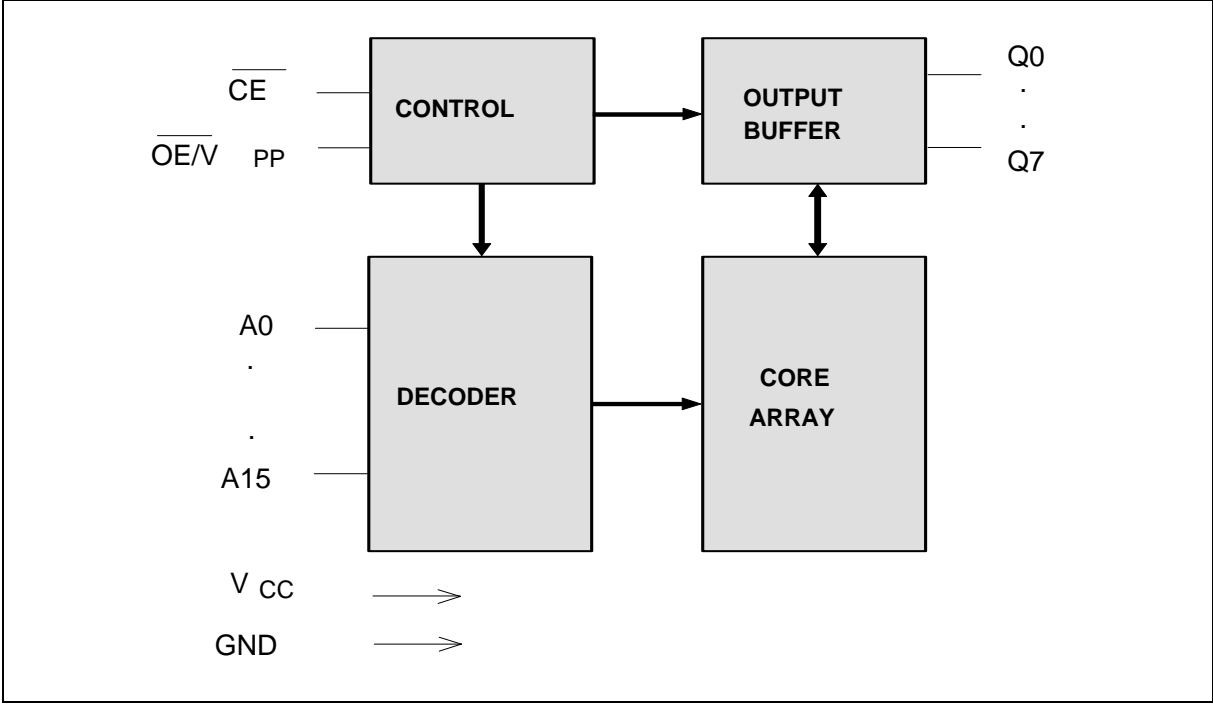 CE
OE/V PP
CONTROL
OUTPUT
BUFFER
Q0
.
.
Q7
A0
.
.
A15
DECODER
CORE
ARRAY
V CC
GND